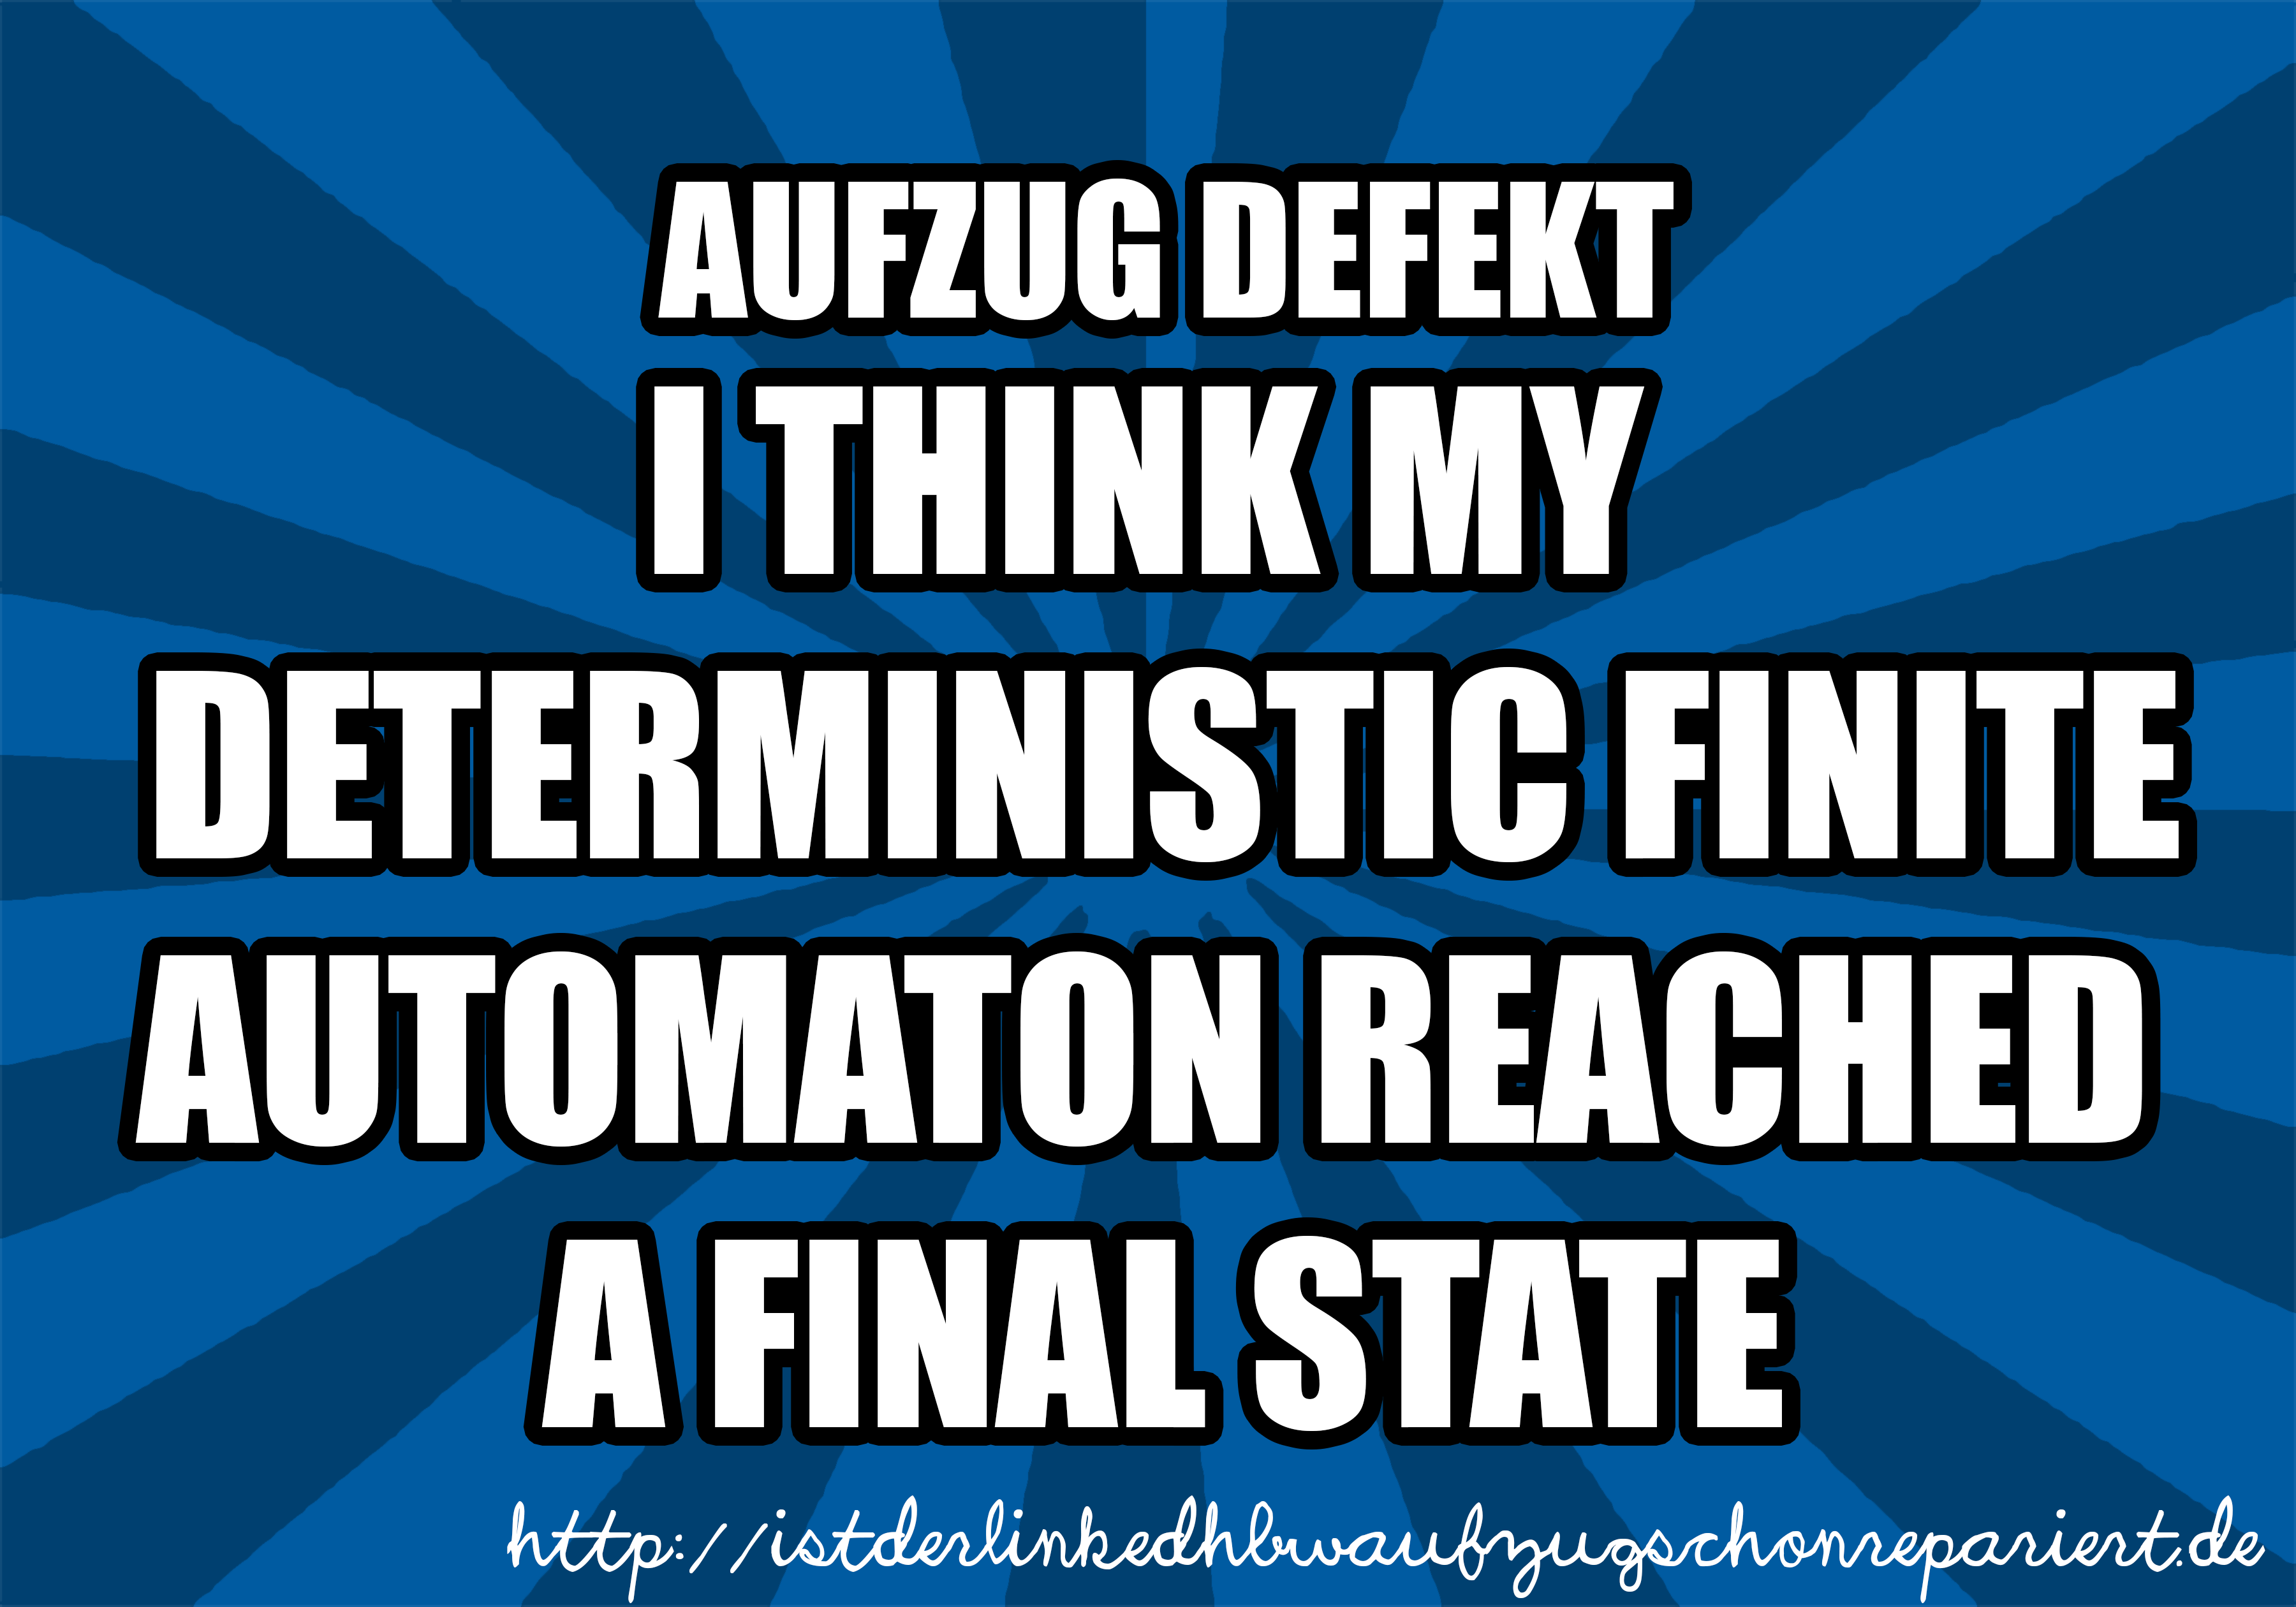 AUFZUG DEFEKT
I THINK MY
DETERMINISTIC FINITE
AUTOMATON REACHED
A FINAL STATE
http://istderlinkedhbwaufzugschonrepariert.de